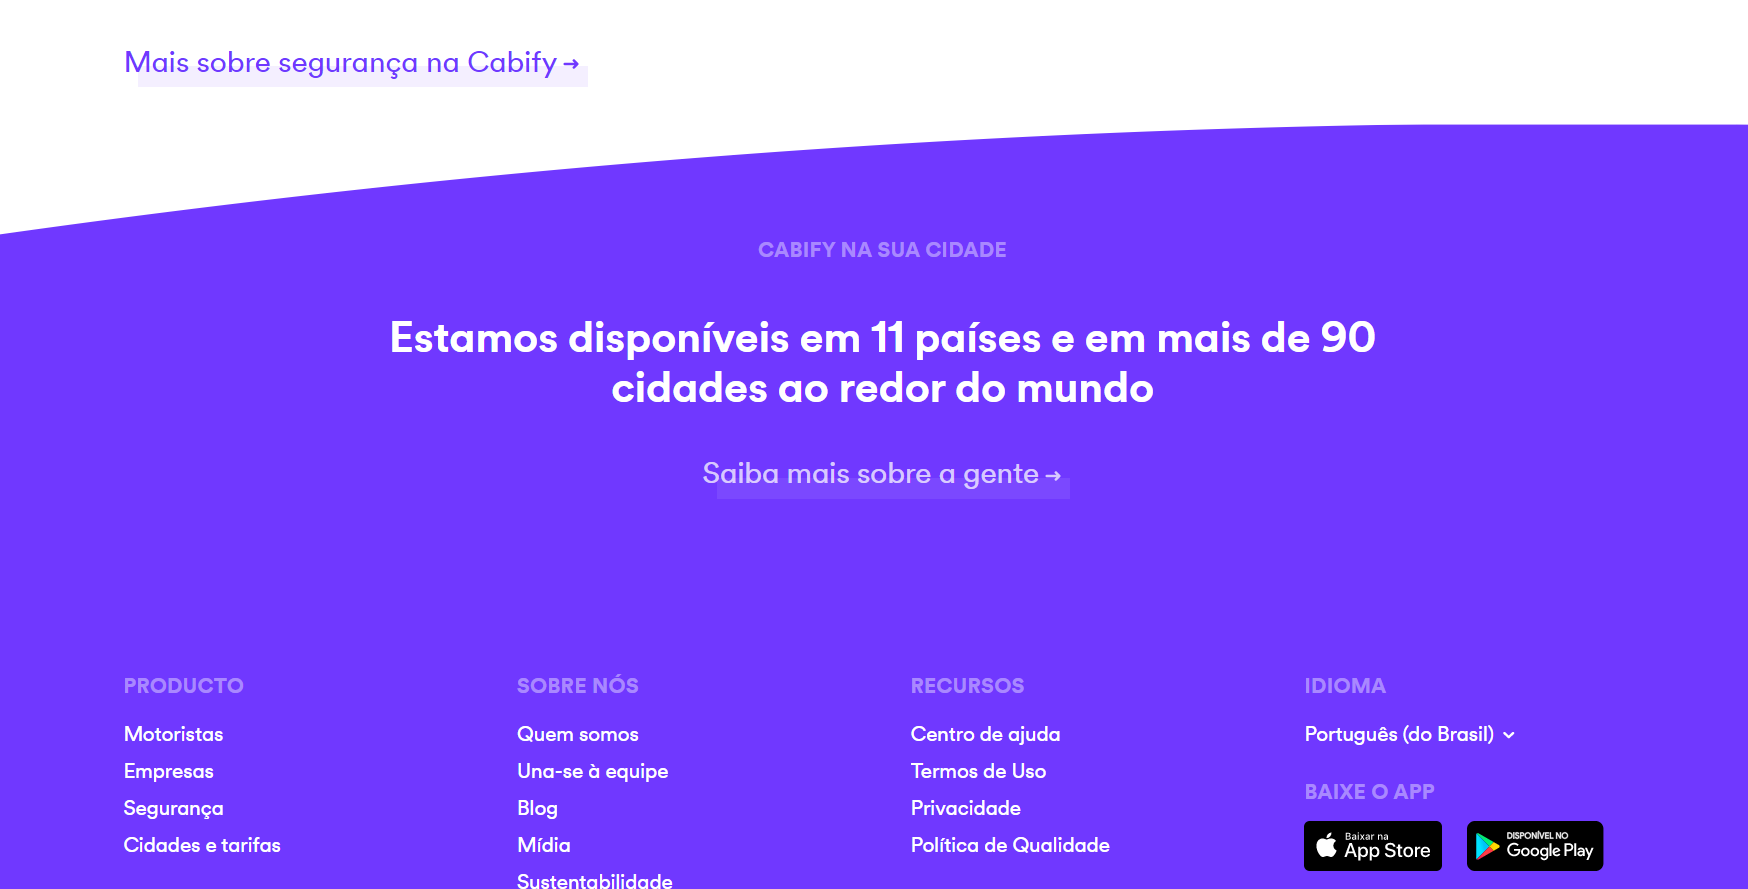 Mais sobre segurança na Cabify →
CABIFY NA SUA CIDADE
Estamos disponíveis em 11 países e em mais de 90
cidades ao redor do mundo
Saiba mais sobre a gente →
PRODUCTO
Motoristas
Empresas
Segurança
Cidades e tarifas
SOBRE NÓS
Quem somos
Una-se à equipe
Blog
Mídia
Sustentabilidade
RECURSOS
Centro de ajuda
Termos de Uso
Privacidade
Política de Qualidade
IDIOMA
Português (do Brasil)
BAIXE O APP
Baixar na
App Store
DISPONÍVEL NO
Google Play